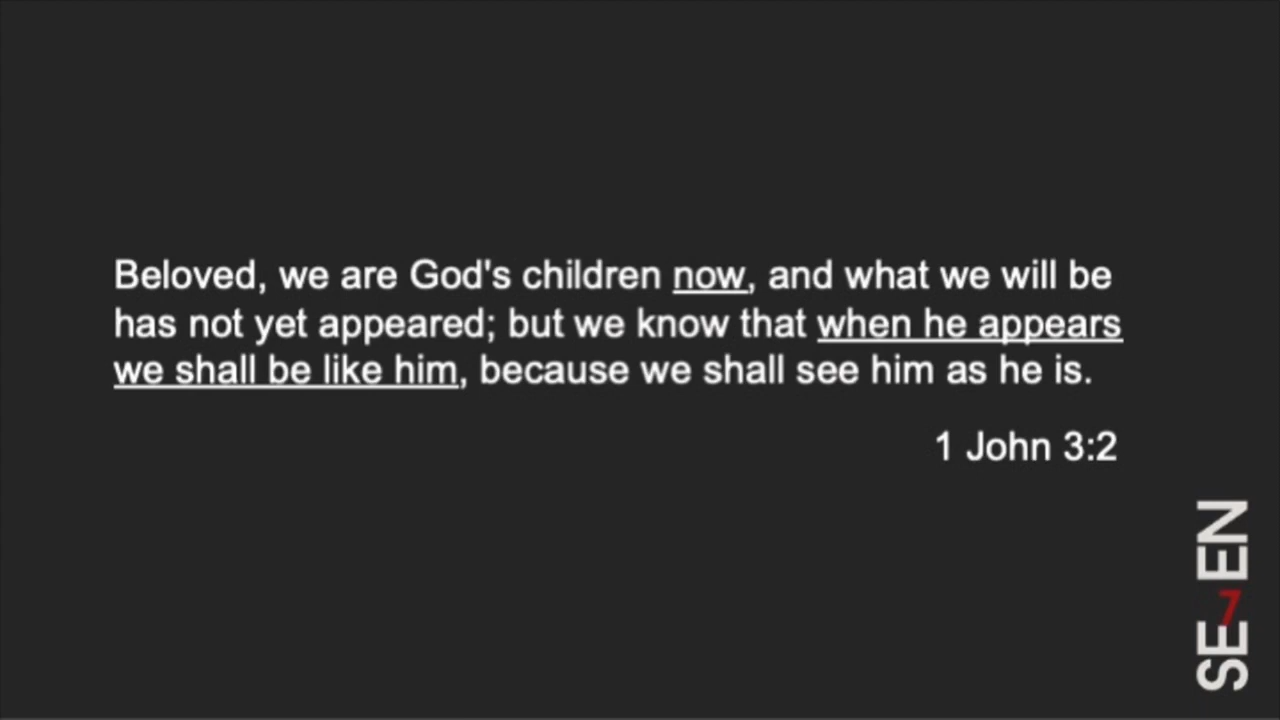 Beloved, we are God's children now, and what we will be
has not yet appeared; but we know that when he appears
we shall be like him, because we shall see him as he is.
1 John 3:2
SE7EN